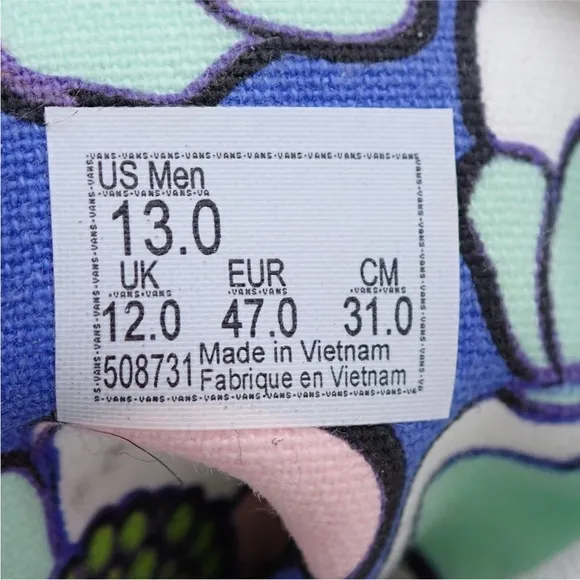 US Men
13.0
UK EUR CM
12.0 47.0 31.0
508731 Made in Vietnam
Fabrique en Vietnam